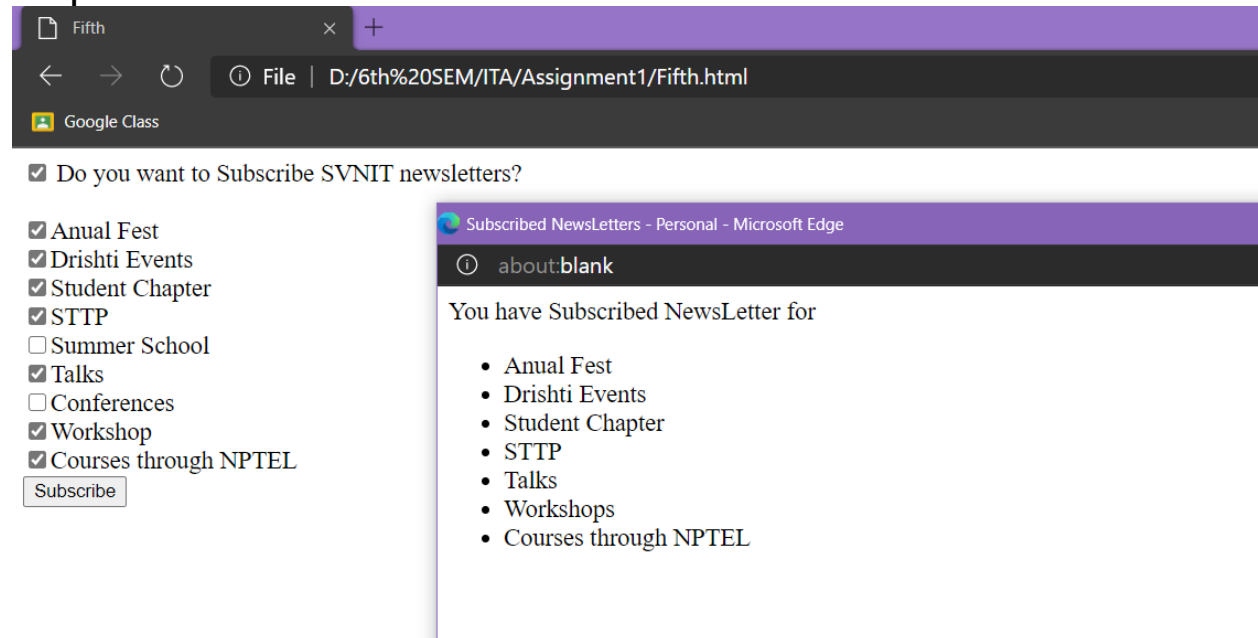 Fifth
File | D:/6th%20SEM/ITA/Assignment1/Fifth.html
Google Class
Do you want to Subscribe SVNIT newsletters?
Anual Fest
Drishti Events
Student Chapter
STTP
Summer School
Talks
Conferences
Workshop
Courses through NPTEL
Subscribe
Subscribed NewsLetters - Personal - Microsoft Edge
about:blank
You have Subscribed NewsLetter for
Anual Fest
Drishti Events
Student Chapter
STTP
Talks
Workshops
Courses through NPTEL